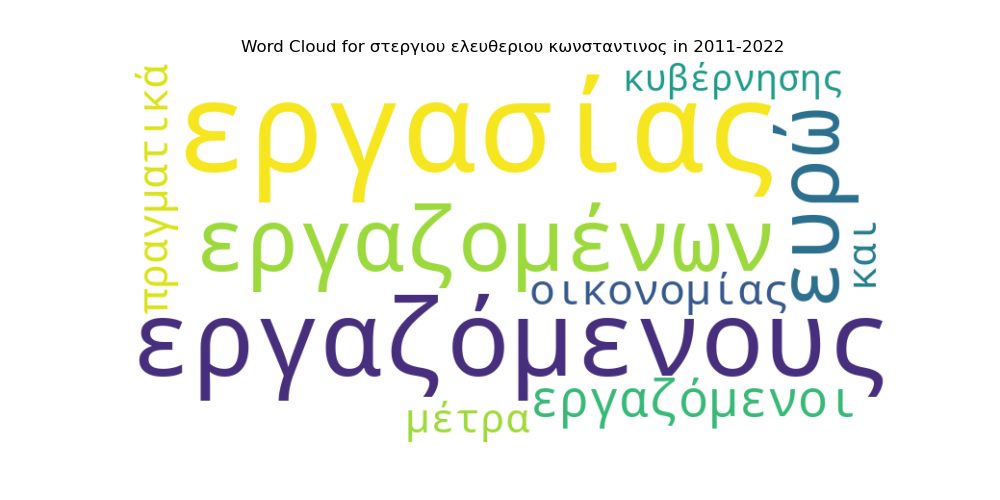 Word Cloud for στεργιου ελευθεριου κωνσταντινος in 2011-2022
πραγματικά
εργασίας
κυβέρνησης
ευρώ
εργαζομένων
και
οικονομίας
εργαζόμενους
εργαζόμενοι
μέτρα